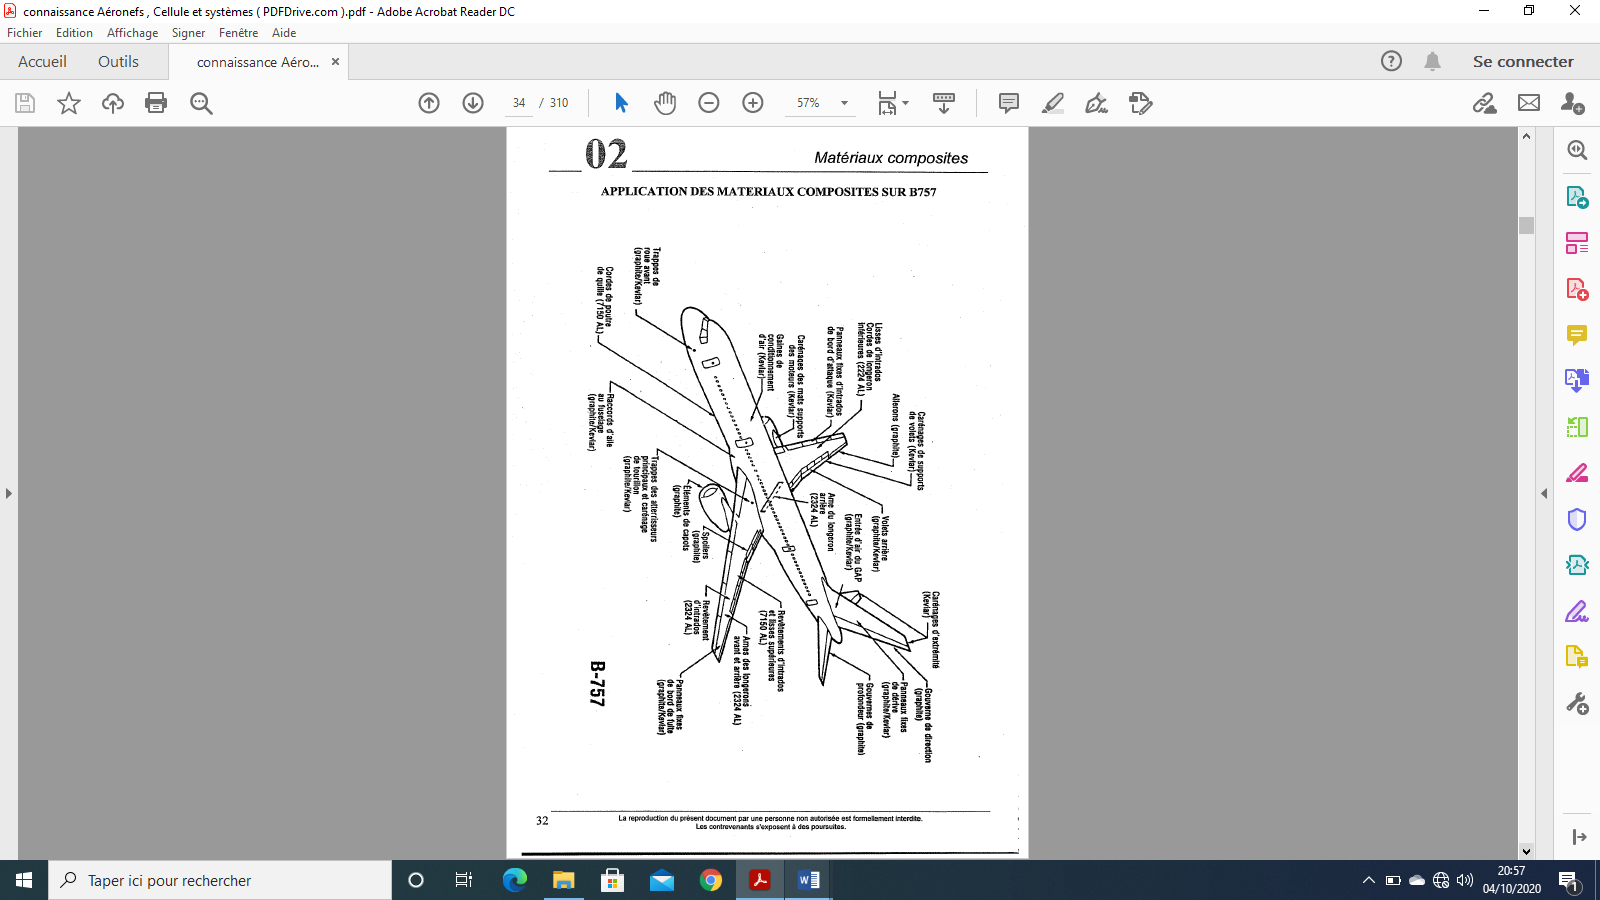 connaissance Aéronefs , Cellule et systèmes ( PDFDrive.com ).pdf - Adobe Acrobat Reader DC
Fichier Edition Affichage Signer Fenêtre Aide
Accueil Outils connaissance Aéro... × Se connecter
34 / 310 57%
02 Matériaux composites
APPLICATION DES MATERIAUX COMPOSITES SUR B757
Carénages d'extrémité
(Kevlar)
Gouverne de direction
(graphite)
Panneaux fixes
de dérive
(graphite/Kevlar)
Gouvernes de
profondeur (graphite)
Carénages de supports
de volets (Kevlar)
Ailerons (graphite)
Volets arrière
(graphite/Kevlar)
Entrée d'air du GAP
(graphite/Kevlar)
Ame du longeron
arrière
(2324 AL)
Lisses d'intrados
Cordes de longeron
inférieures (2224 AL)
Panneaux fixes d'intrados
de bord d'attaque (Kevlar)
Carénages des mats supports
des moteurs (Kevlar)
Gaines de
conditionnement
d'air (Kevlar)
Revêtements d'intrados
et lisses supérieures
(7150 AL)
Ames des longerons
avant et arrière (2324 AL)
Revêtement
d'intrados
(2324 AL)
Spoilers
(graphite)
Éléments de capots
(graphite)
Panneaux fixes
de bord de fuite
(graphite/Kevlar)
Trappes de
roue avant
(graphite/Kevlar)
Trappes des atterrisseurs
principaux et carénage
de tourillon
(graphite/Kevlar)
Cordes de poutre
de quille (7150 AL)
Raccords d'aile
au fuselage
(graphite/Kevlar)
B-757
32
La reproduction du présent document par une personne non autorisée est formellement interdite.
Les contrevenants s'exposent à des poursuites.
Taper ici pour rechercher
20:57
04/10/2020
1